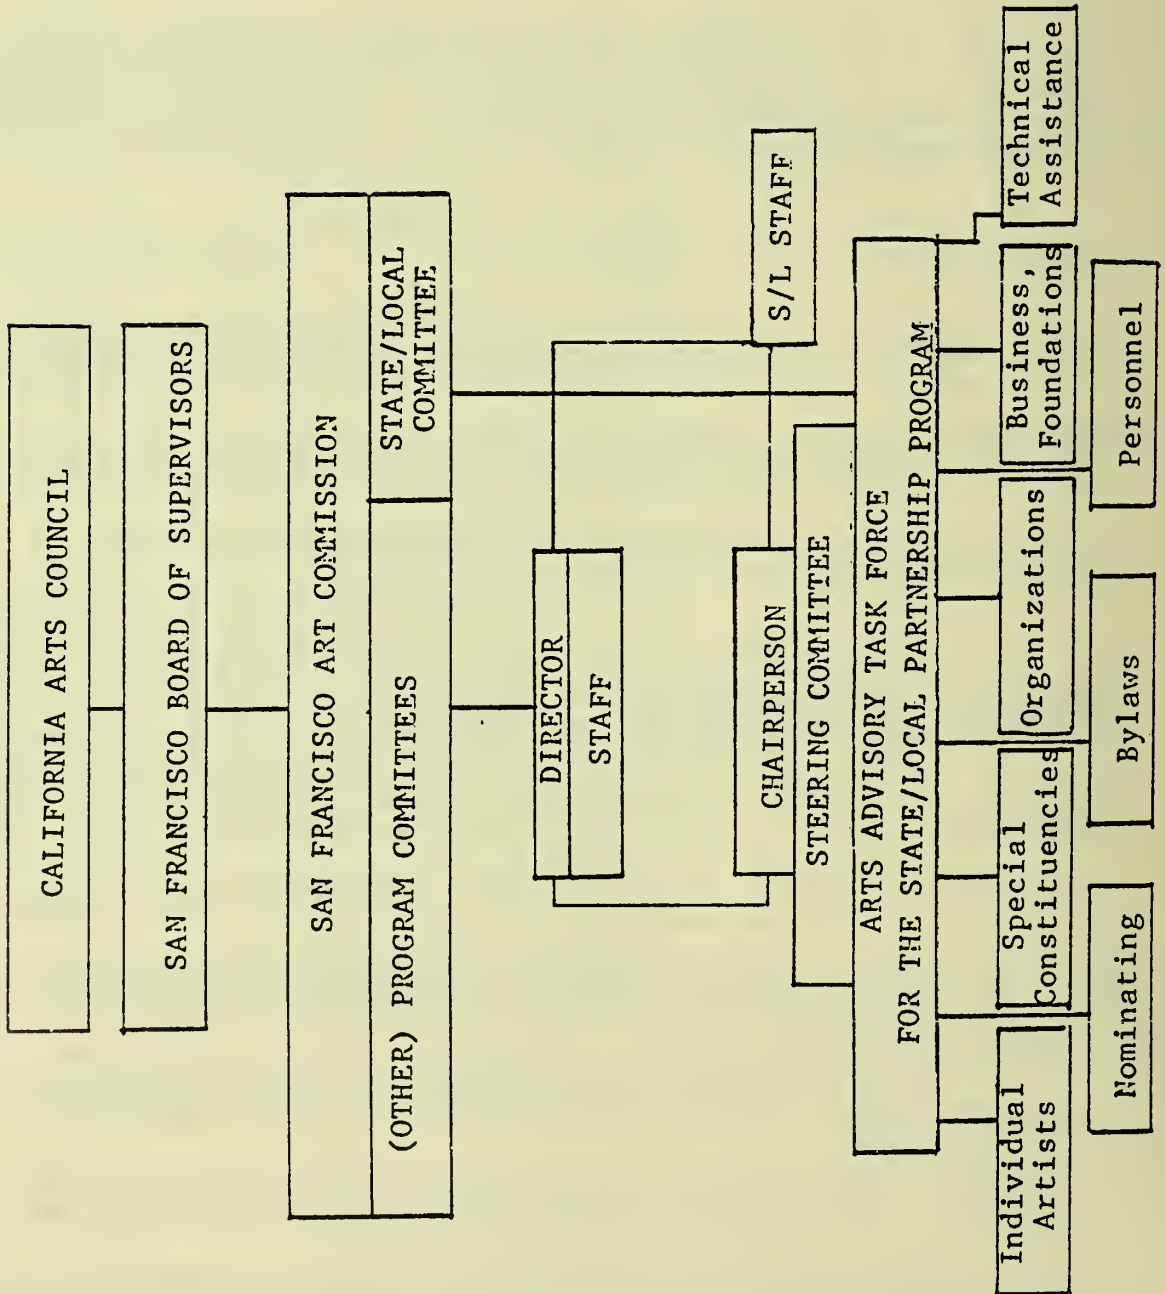 CALIFORNIA ARTS COUNCIL
SAN FRANCISCO BOARD OF SUPERVISORS
SAN FRANCISCO ART COMMISSION
(OTHER) PROGRAM COMMITTEES
STATE/LOCAL
COMMITTEE
DIRECTOR
STAFF
S/L STAFF
CHAIRPERSON
STEERING COMMITTEE
ARTS ADVISORY TASK FORCE
FOR THE STATE/LOCAL PARTNERSHIP PROGRAM
Individual
Artists
Special
Constituencies
Organizations
Business,
Foundations
Technical
Assistance
Nominating
Bylaws
Personnel